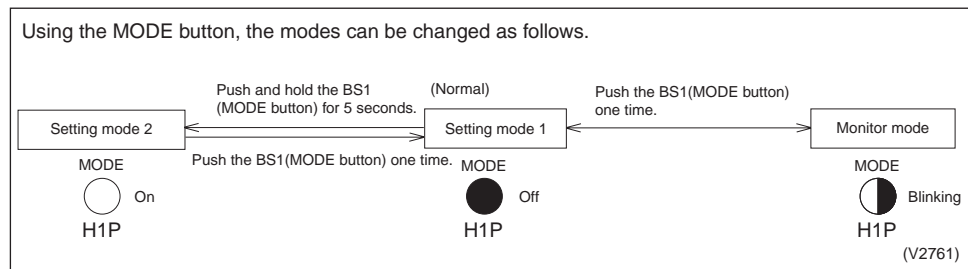 Using the MODE button, the modes can be changed as follows.
Push and hold the BS1
(MODE button) for 5 seconds.
(Normal)
Push the BS1(MODE button)
one time.
Setting mode 2
Setting mode 1
Monitor mode
Push the BS1(MODE button) one time.
MODE
On
H1P
MODE
Off
H1P
MODE
Blinking
H1P
(V2761)